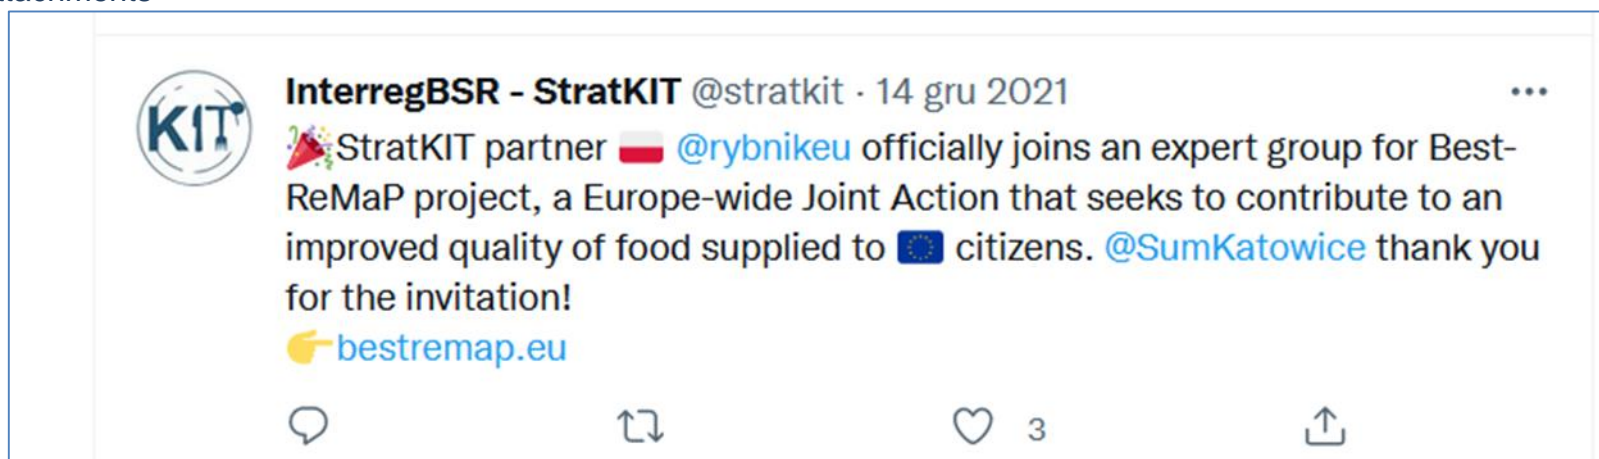 InterregBSR - StratKIT @stratkit · 14 gru 2021
KIT
🎉StratKIT partner 🇵🇱 @rybnikeu officially joins an expert group for Best-
ReMaP project, a Europe-wide Joint Action that seeks to contribute to an
improved quality of food supplied to 🇪🇺 citizens. @SumKatowice thank you
for the invitation!
👉bestremap.eu
3